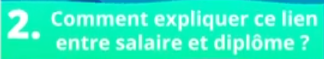 2. Comment expliquer ce lien
entre salaire et diplôme ?